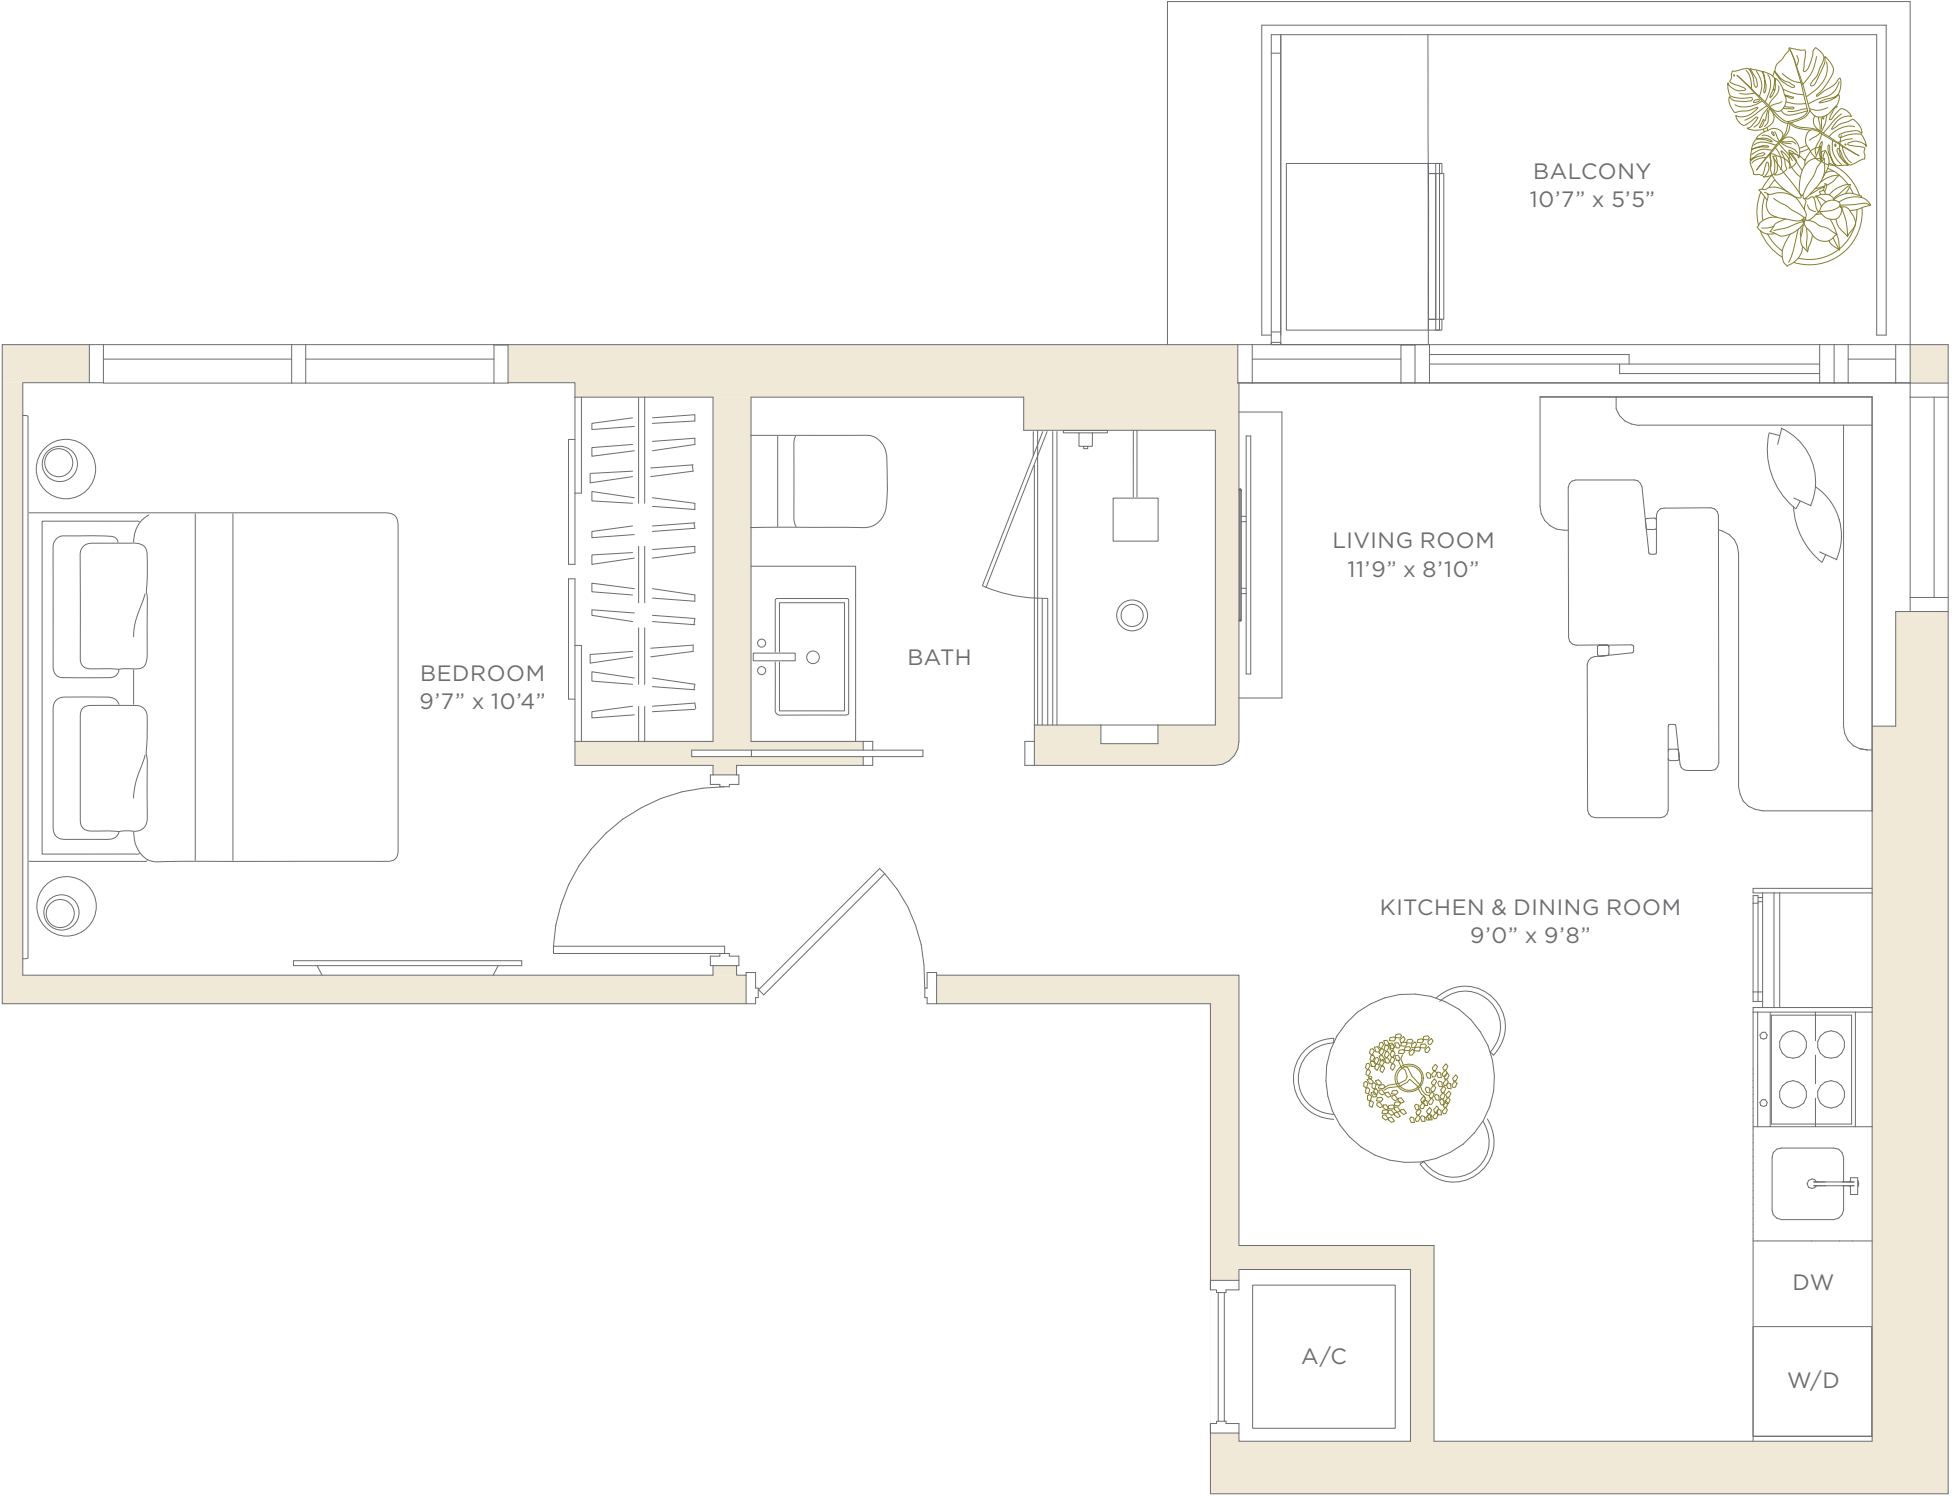 BALCONY
10’7” x 5’5”
LIVING ROOM
11’9” x 8’10”
BATH
BEDROOM
9’7” x 10’4”
KITCHEN & DINING ROOM
9’0” x 9’8”
DW
A/C
W/D